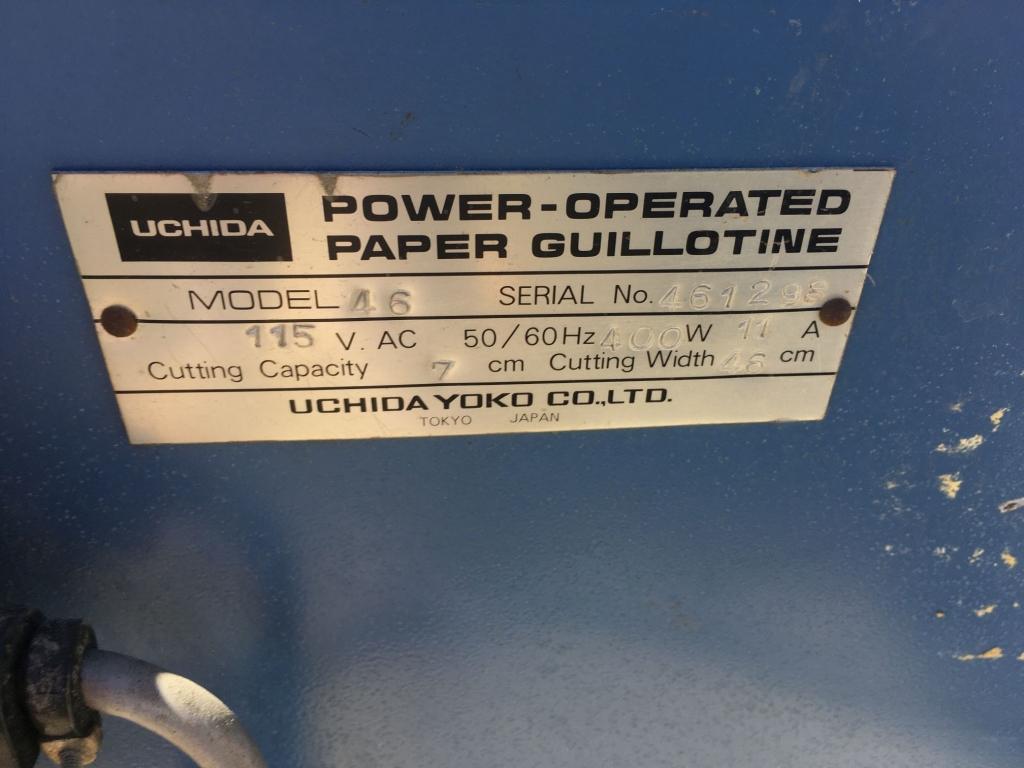 UCHIDA
POWER-OPERATED
PAPER GUILLOTINE
MODEL 46 SERIAL No. 461298
115 V. AC 50/60Hz 400W 11 A
Cutting Capacity 7 cm Cutting Width 46 cm
UCHIDA YOKO CO.,LTD.
TOKYO JAPAN